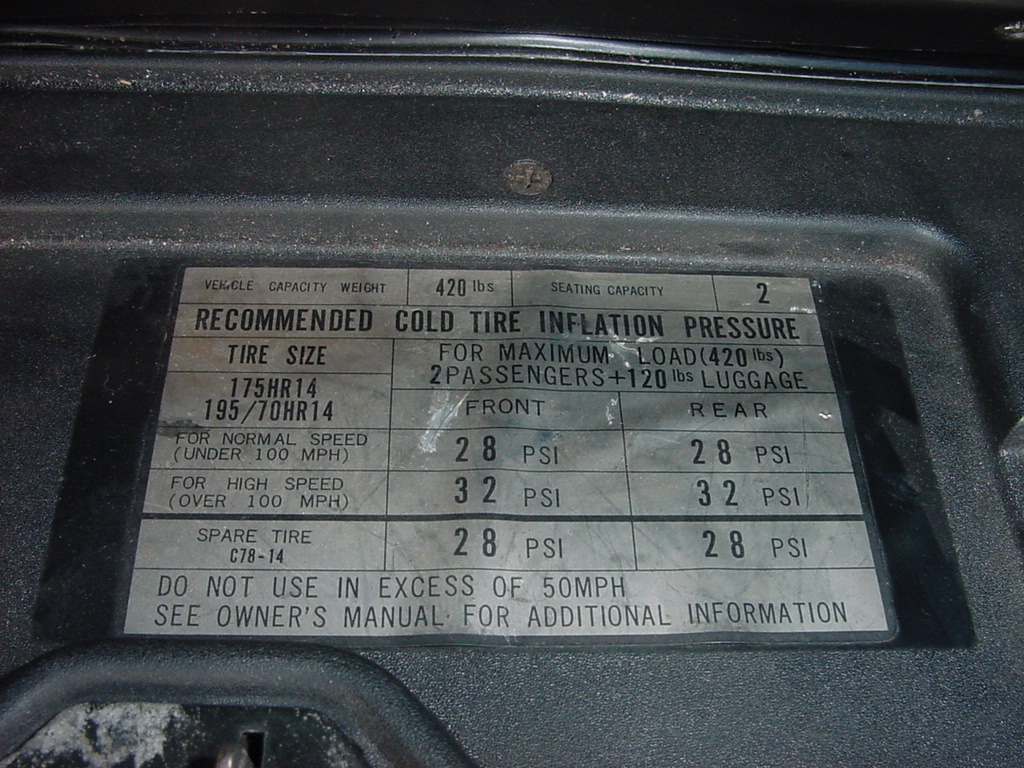 VEHICLE CAPACITY WEIGHT 420 lbs SEATING CAPACITY 2
RECOMMENDED COLD TIRE INFLATION PRESSURE
TIRE SIZE
FOR MAXIMUM LOAD(420 lbs)
2PASSENGERS+120 lbs LUGGAGE
175HR14
195/70HR14
FRONT REAR
FOR NORMAL SPEED
(UNDER 100 MPH)
28 PSI 28 PSI
FOR HIGH SPEED
(OVER 100 MPH)
32 PSI 32 PSI
SPARE TIRE
C78-14
28 PSI 28 PSI
DO NOT USE IN EXCESS OF 50MPH
SEE OWNER'S MANUAL FOR ADDITIONAL INFORMATION